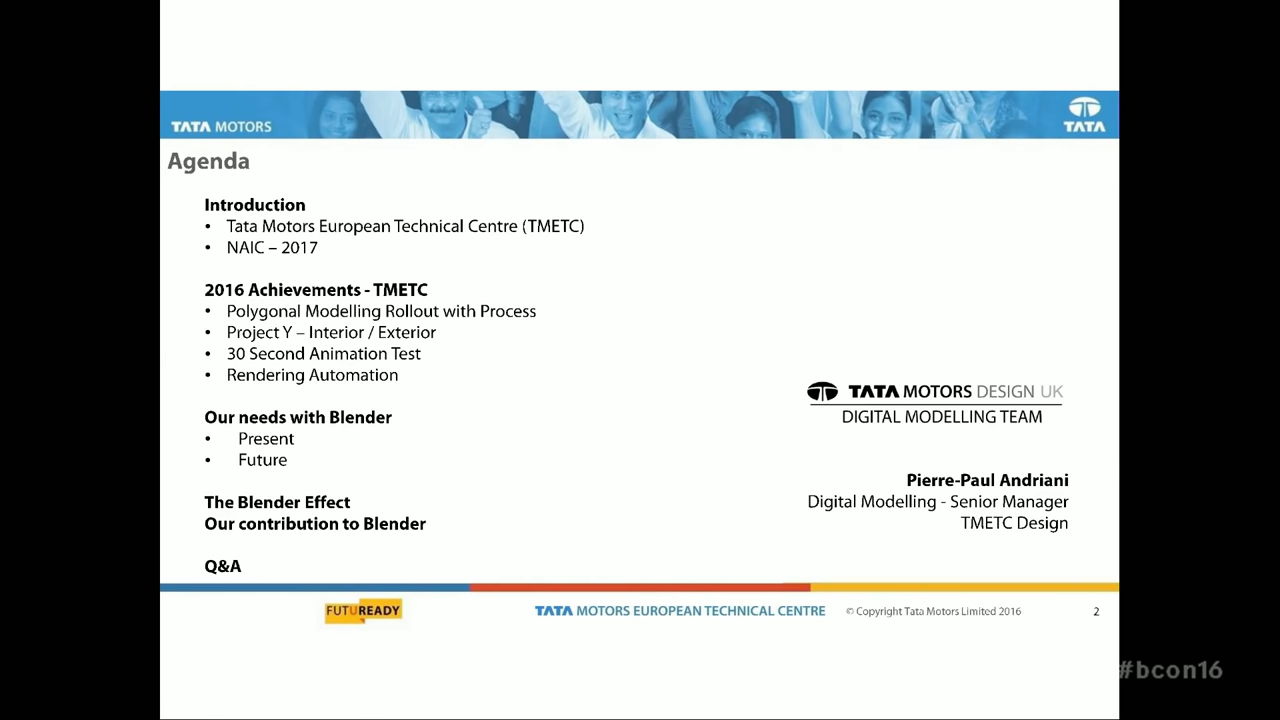 TATA MOTORS
TATA
Agenda
Introduction
• Tata Motors European Technical Centre (TMETC)
• NAIC – 2017
2016 Achievements - TMETC
• Polygonal Modelling Rollout with Process
• Project Y – Interior / Exterior
• 30 Second Animation Test
• Rendering Automation
Our needs with Blender
• Present
• Future
The Blender Effect
Our contribution to Blender
Q&A
TATA MOTORS DESIGN UK
DIGITAL MODELLING TEAM
Pierre-Paul Andriani
Digital Modelling - Senior Manager
TMETC Design
FUTUREADY
TATA MOTORS EUROPEAN TECHNICAL CENTRE
© Copyright Tata Motors Limited 2016
2
#bcon16